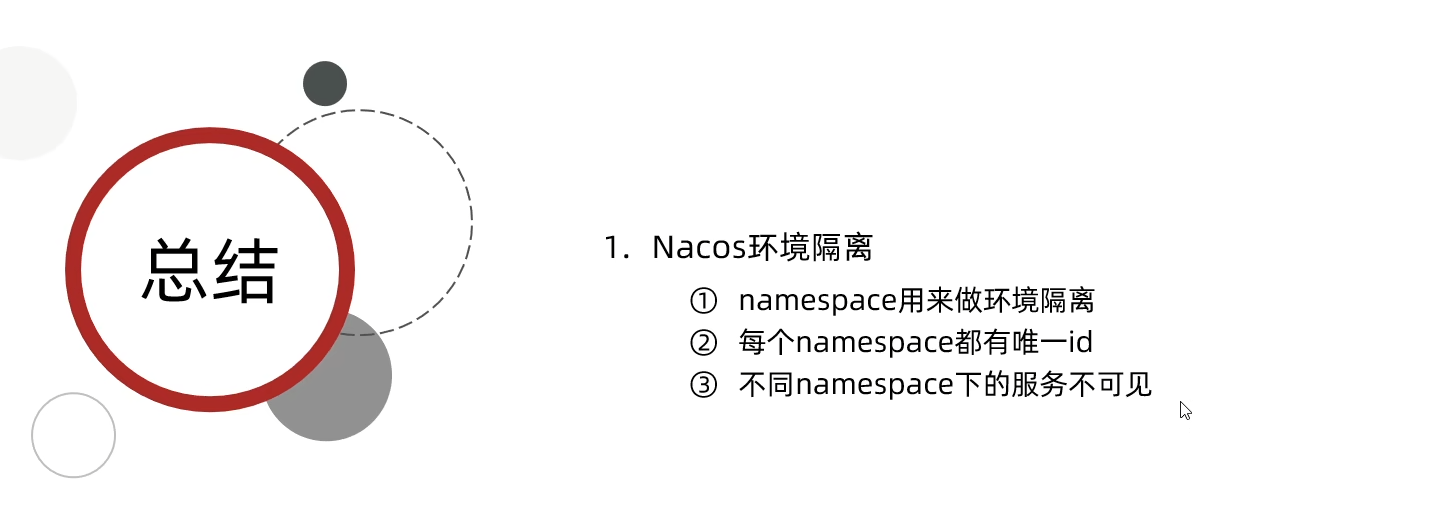 总结
1. Nacos环境隔离
① namespace用来做环境隔离
② 每个namespace都有唯一id
③ 不同namespace下的服务不可见